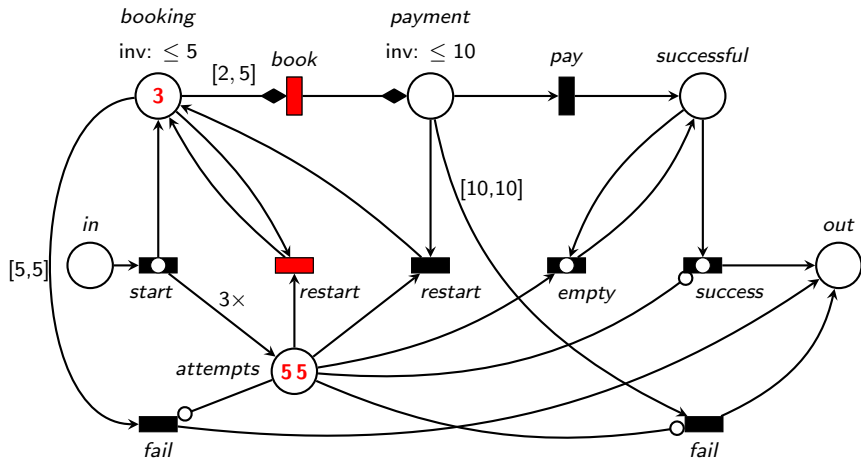 booking
payment
inv: ≤ 5
[2, 5]
book
inv: ≤ 10
pay
successful
3
[10,10]
in
out
[5,5]
start
restart
restart
empty
success
3×
attempts
5 5
fail
fail